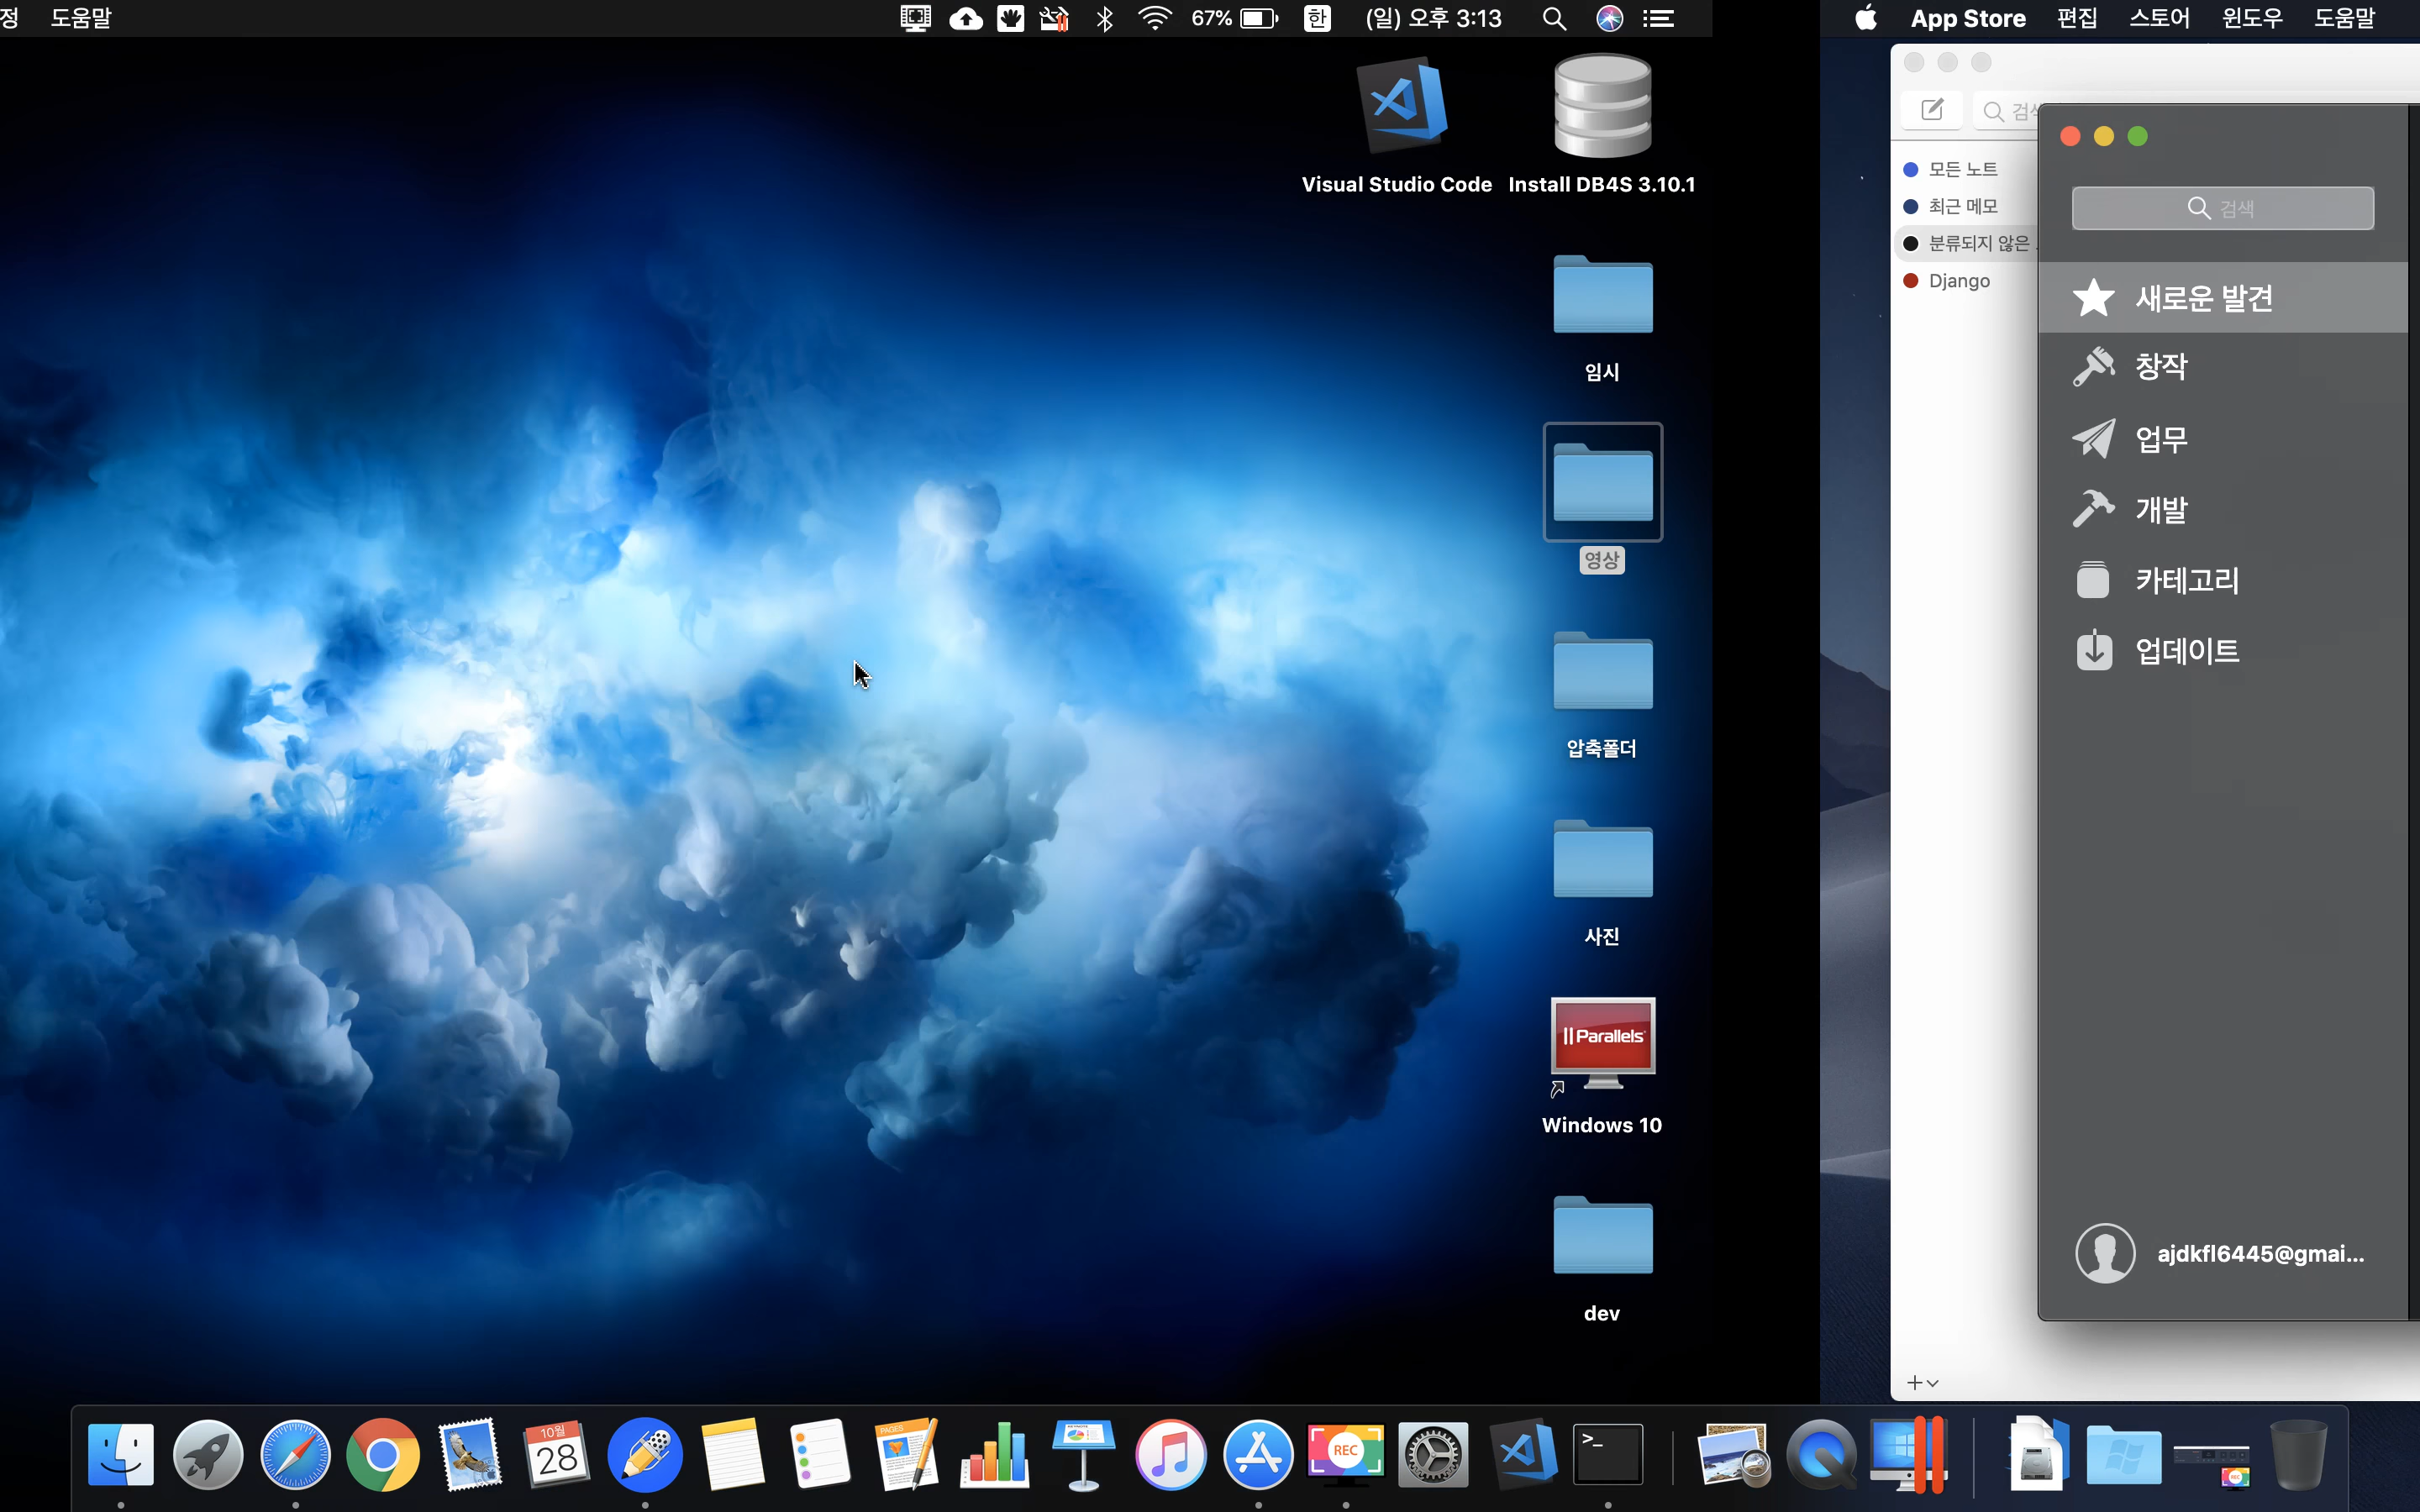 정 도움말 67% 한 (일) 오후 3:13
App Store 편집 스토어 윈도우 도움말
Visual Studio Code
Install DB4S 3.10.1
임시
영상
압축폴더
사진
Parallels
Windows 10
dev
모든 노트
최근 메모
분류되지 않은
Django
검색
새로운 발견
창작
업무
개발
카테고리
업데이트
ajdkfl6445@gmai...
10월
28
PAGES
REC
>_